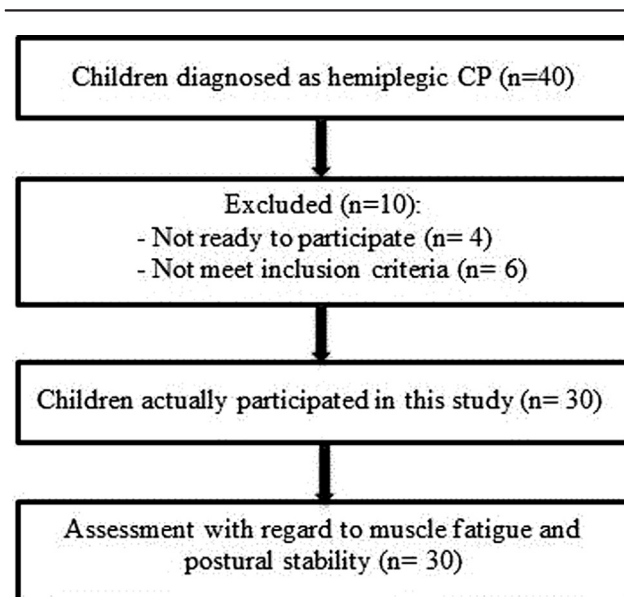 Children diagnosed as hemiplegic CP (n=40)
Excluded (n=10):
- Not ready to participate (n= 4)
- Not meet inclusion criteria (n= 6)
Children actually participated in this study (n= 30)
Assessment with regard to muscle fatigue and
postural stability (n= 30)